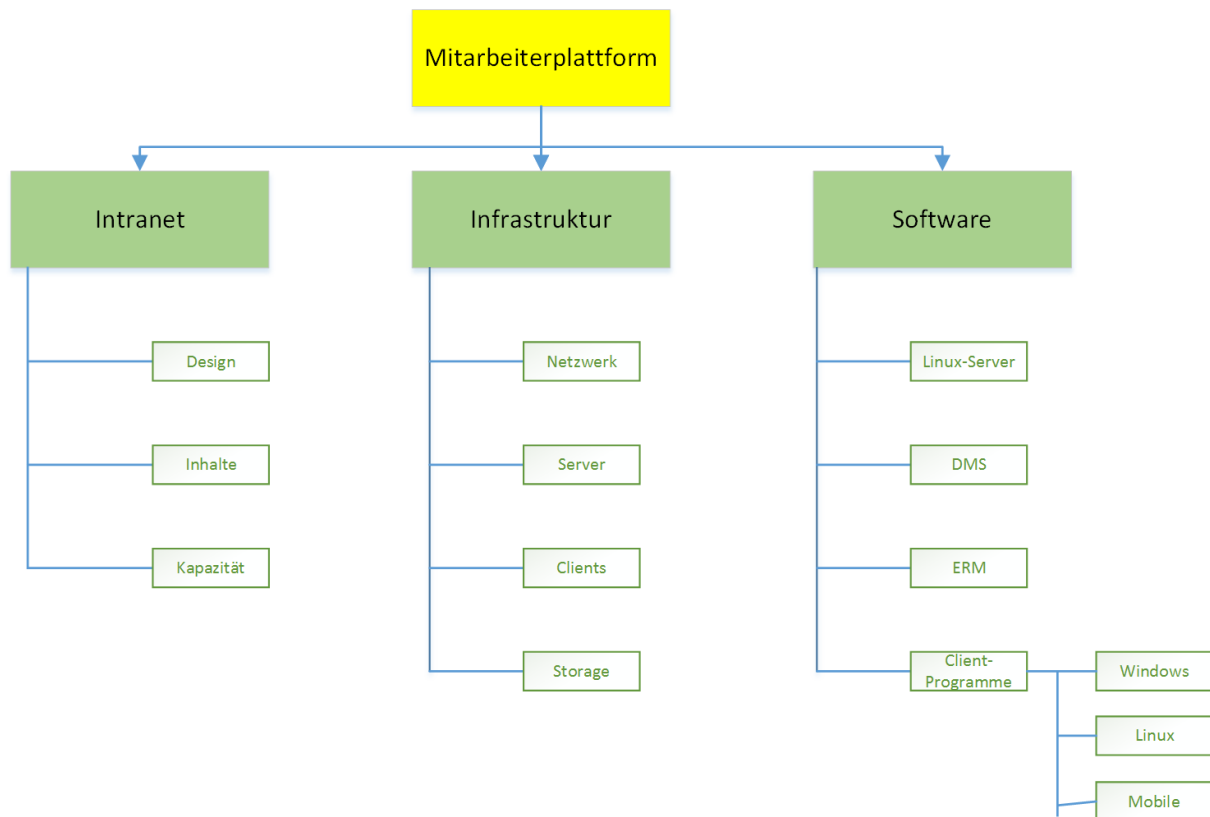 Mitarbeiterplattform
Intranet
Infrastruktur
Software
Design
Netzwerk
Linux-Server
Inhalte
Server
DMS
Kapazität
Clients
ERM
Storage
Client-
Programme
Windows
Linux
Mobile